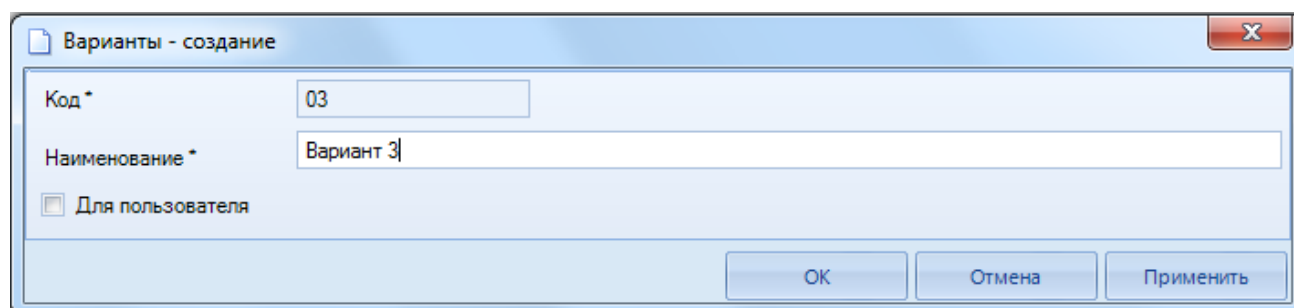 Варианты - создание
Код * 03
Наименование * Вариант 3
Для пользователя
ОК Отмена Применить